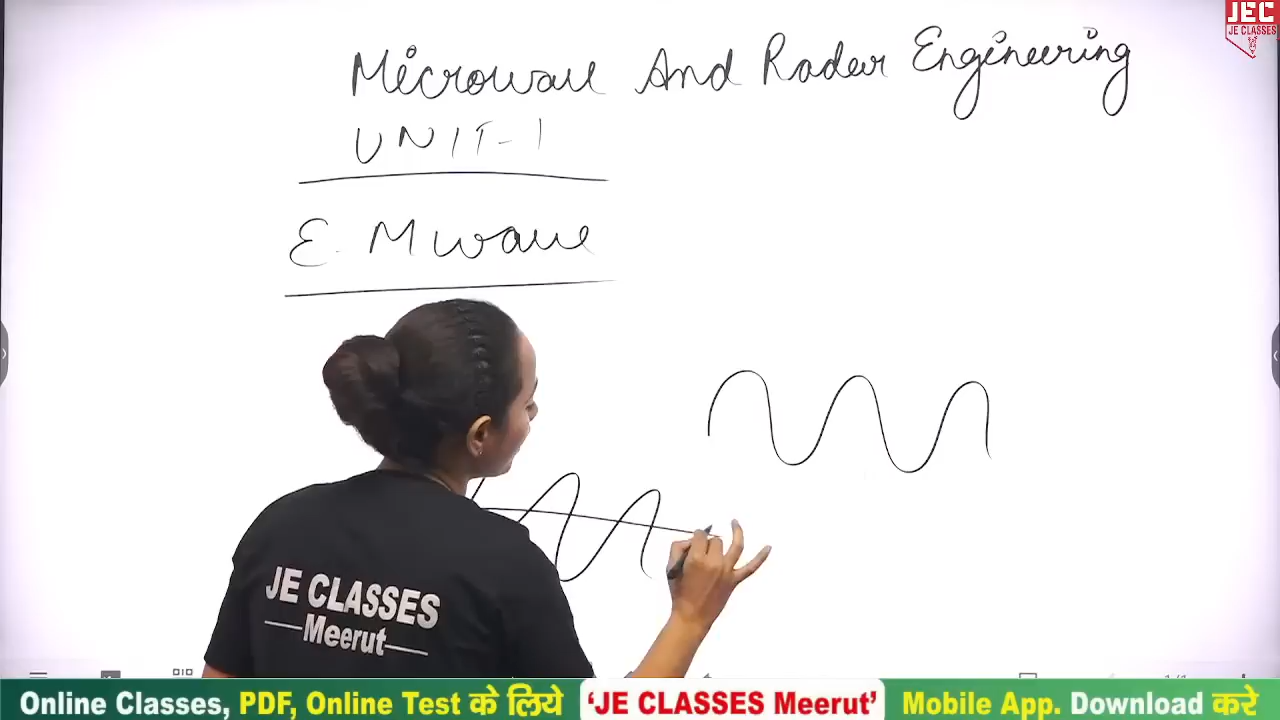 JEC
JE CLASSES
Microwave And Radar Engineering
UNIT-1
E.M wave
JE CLASSES
Meerut
Online Classes, PDF, Online Test के लिये 'JE CLASSES Meerut' Mobile App. Download करे